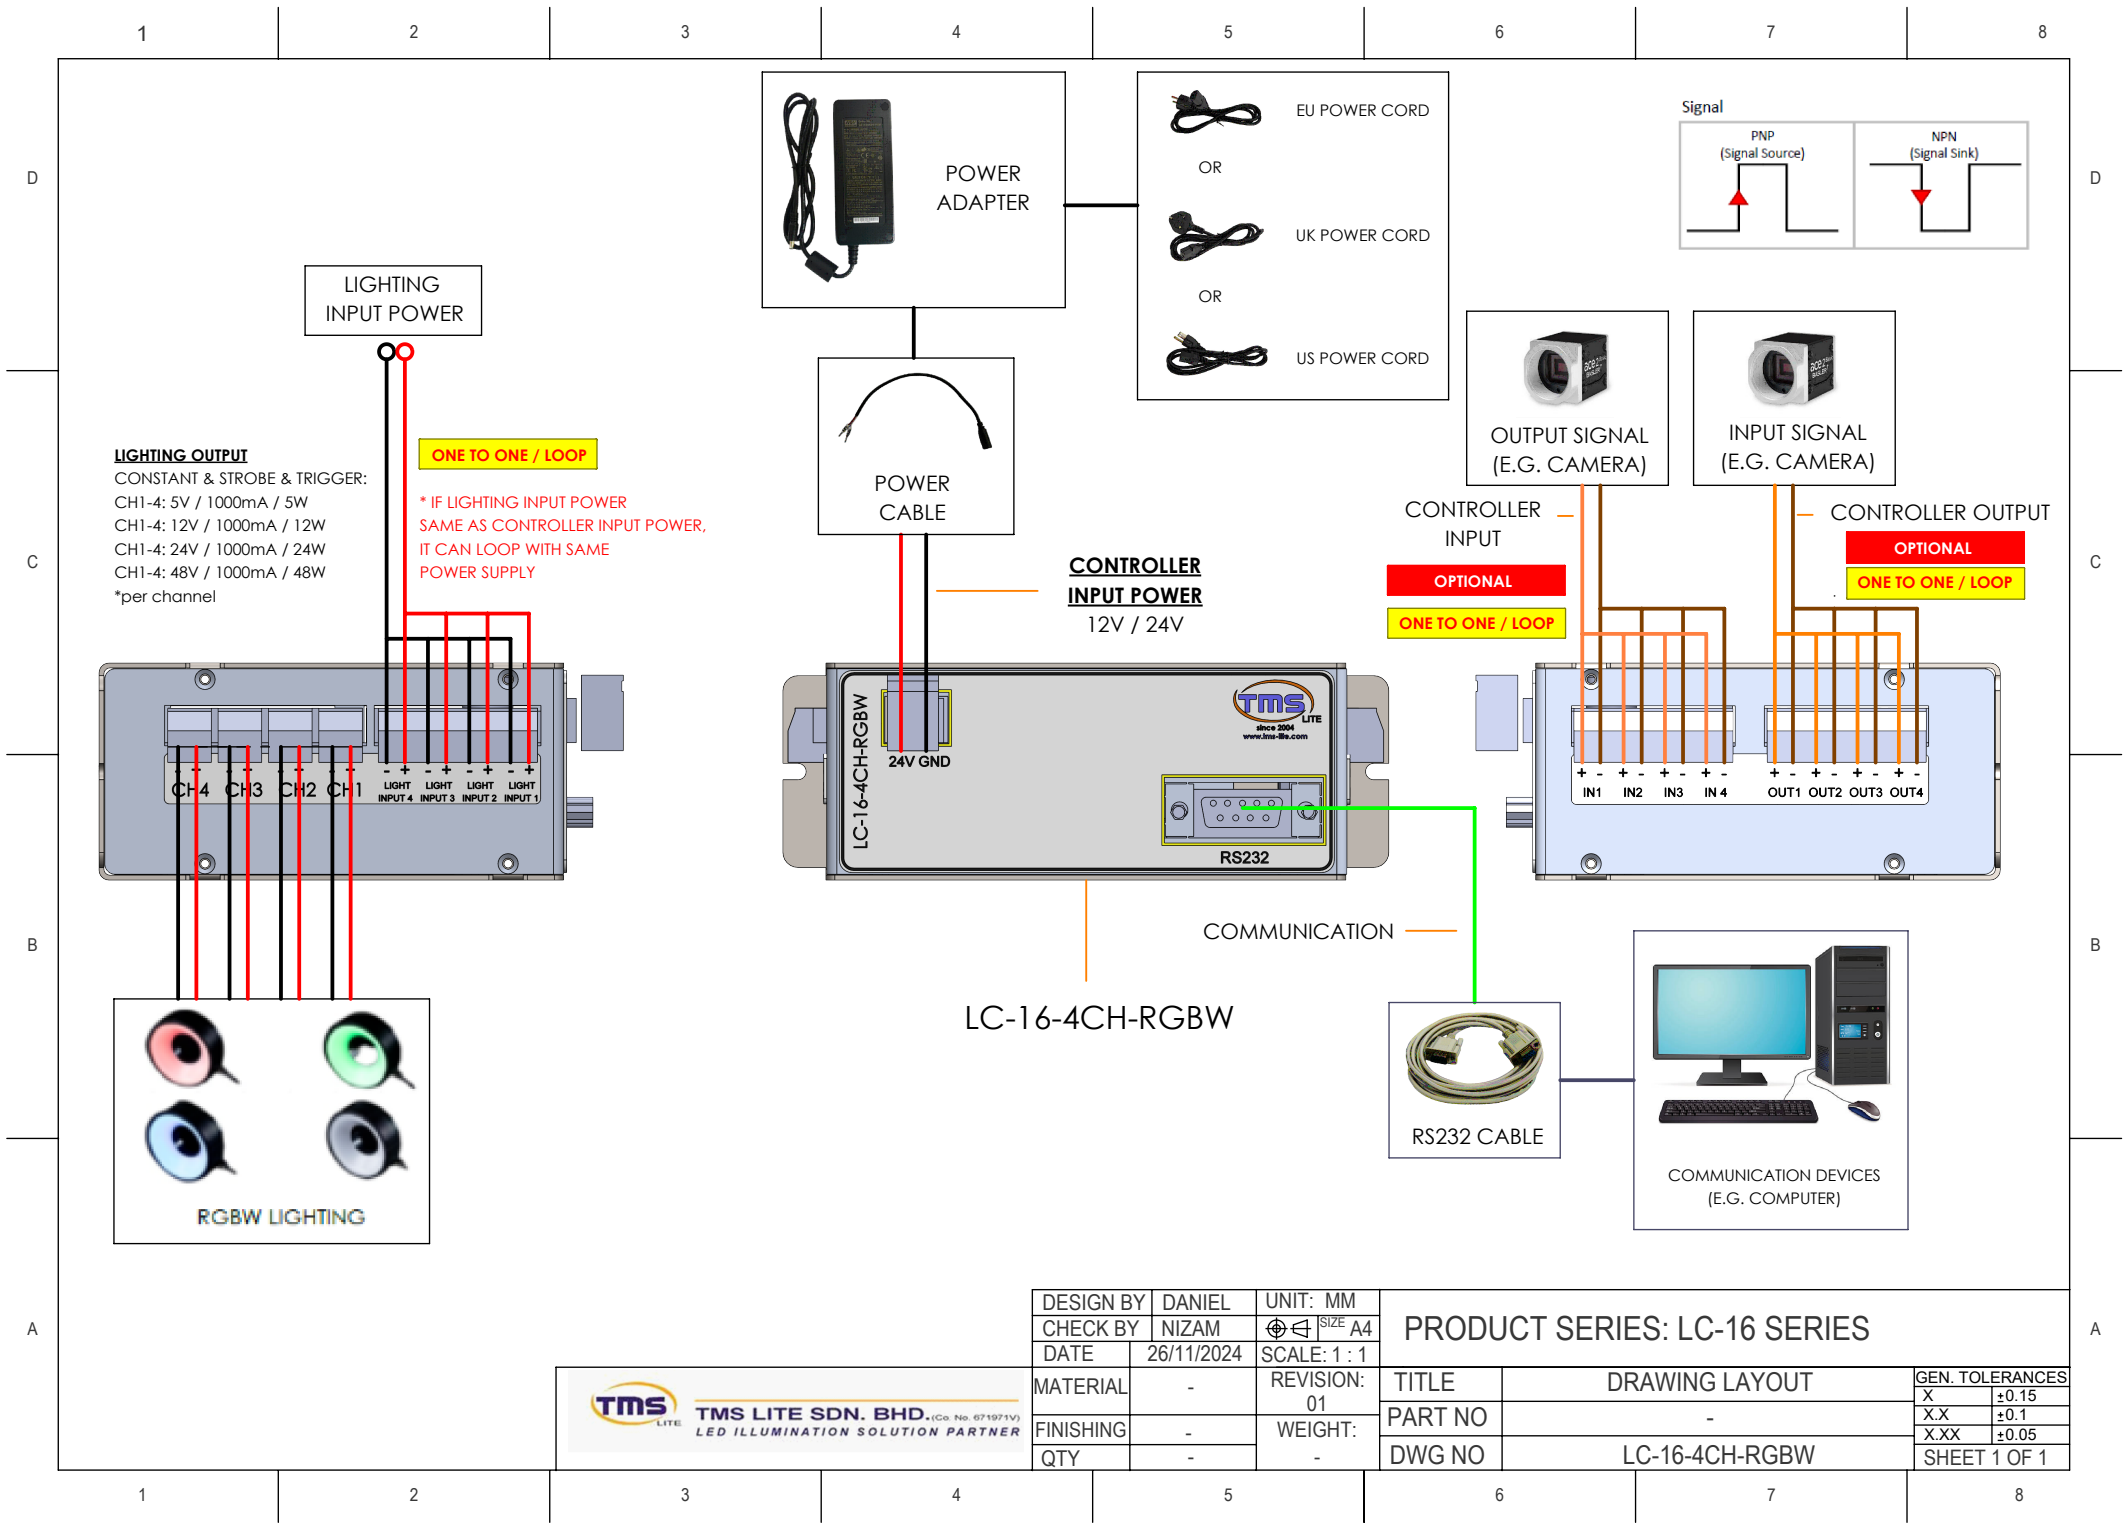 1 2 3 4 5 6 7 8
D
C
B
A
D
C
B
A
POWER
ADAPTER
EU POWER CORD
OR
UK POWER CORD
OR
US POWER CORD
Signal
PNP
(Signal Source)
NPN
(Signal Sink)
LIGHTING
INPUT POWER
LIGHTING OUTPUT
CONSTANT & STROBE & TRIGGER:
CH1-4: 5V / 1000mA / 5W
CH1-4: 12V / 1000mA / 12W
CH1-4: 24V / 1000mA / 24W
CH1-4: 48V / 1000mA / 48W
*per channel
ONE TO ONE / LOOP
* IF LIGHTING INPUT POWER
SAME AS CONTROLLER INPUT POWER,
IT CAN LOOP WITH SAME
POWER SUPPLY
POWER
CABLE
CONTROLLER
INPUT POWER
12V / 24V
OUTPUT SIGNAL
(E.G. CAMERA)
INPUT SIGNAL
(E.G. CAMERA)
CONTROLLER
INPUT
OPTIONAL
ONE TO ONE / LOOP
CONTROLLER OUTPUT
OPTIONAL
ONE TO ONE / LOOP
- + - + - + - +
CH4 CH3 CH2 CH1
- + - + - + - +
LIGHT INPUT 4
LIGHT INPUT 3
LIGHT INPUT 2
LIGHT INPUT 1
LC-16-4CH-RGBW
24V GND
TMS
LITE
since 2004
www.tms-lite.com
RS232
+ - + - + - + -
IN1 IN2 IN3 IN 4
+ - + - + - + -
OUT1 OUT2 OUT3 OUT4
COMMUNICATION
LC-16-4CH-RGBW
RGBW LIGHTING
RS232 CABLE
COMMUNICATION DEVICES
(E.G. COMPUTER)
TMS
LITE
TMS LITE SDN. BHD. (Co. No. 671971V)
LED ILLUMINATION SOLUTION PARTNER
DESIGN BY DANIEL UNIT: MM
CHECK BY NIZAM SIZE A4
DATE 26/11/2024 SCALE: 1 : 1
MATERIAL - REVISION:
01
FINISHING - WEIGHT:
QTY - -
PRODUCT SERIES: LC-16 SERIES
TITLE DRAWING LAYOUT
PART NO -
DWG NO LC-16-4CH-RGBW
GEN. TOLERANCES
X ±0.15
X.X ±0.1
X.XX ±0.05
SHEET 1 OF 1
1 2 3 4 5 6 7 8